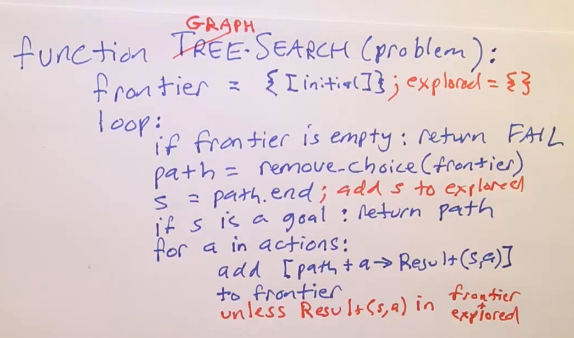 GRAPH
function TREE-SEARCH (problem):
frontier = {[initial]}; explored = {}
loop:
if frontier is empty: return FAIL
path = remove-choice(frontier)
s = path.end; add s to explored
if s is a goal: return path
for a in actions:
add [path + a → Result(s,a)]
to frontier
unless Result(s,a) in frontier + explored